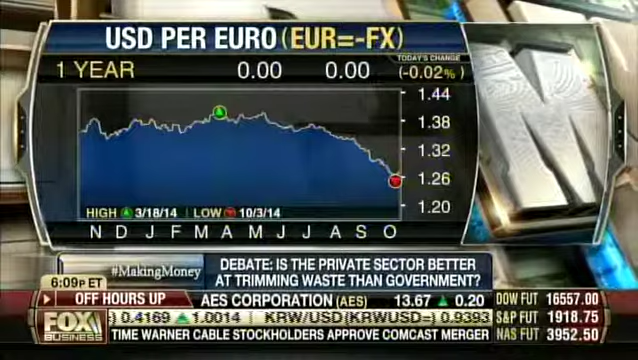 USD PER EURO (EUR=-FX)
TODAY'S CHANGE
1 YEAR 0.00 0.00 (-0.02%)
1.44
1.38
1.32
1.26
1.20
HIGH 3/18/14 LOW 10/3/14
N D J F M A M J J A S O
#MakingMoney
DEBATE: IS THE PRIVATE SECTOR BETTER
AT TRIMMING WASTE THAN GOVERNMENT?
6:09P ET
OFF HOURS UP AES CORPORATION (AES) 13.67 ▲ 0.20
0.4169 ▲ 1.0014 KRW/USD(KRWUSD=) 0.9393
TIME WARNER CABLE STOCKHOLDERS APPROVE COMCAST MERGER
FOX
BUSINESS
DOW FUT 16557.00
S&P FUT 1918.75
NAS FUT 3952.50